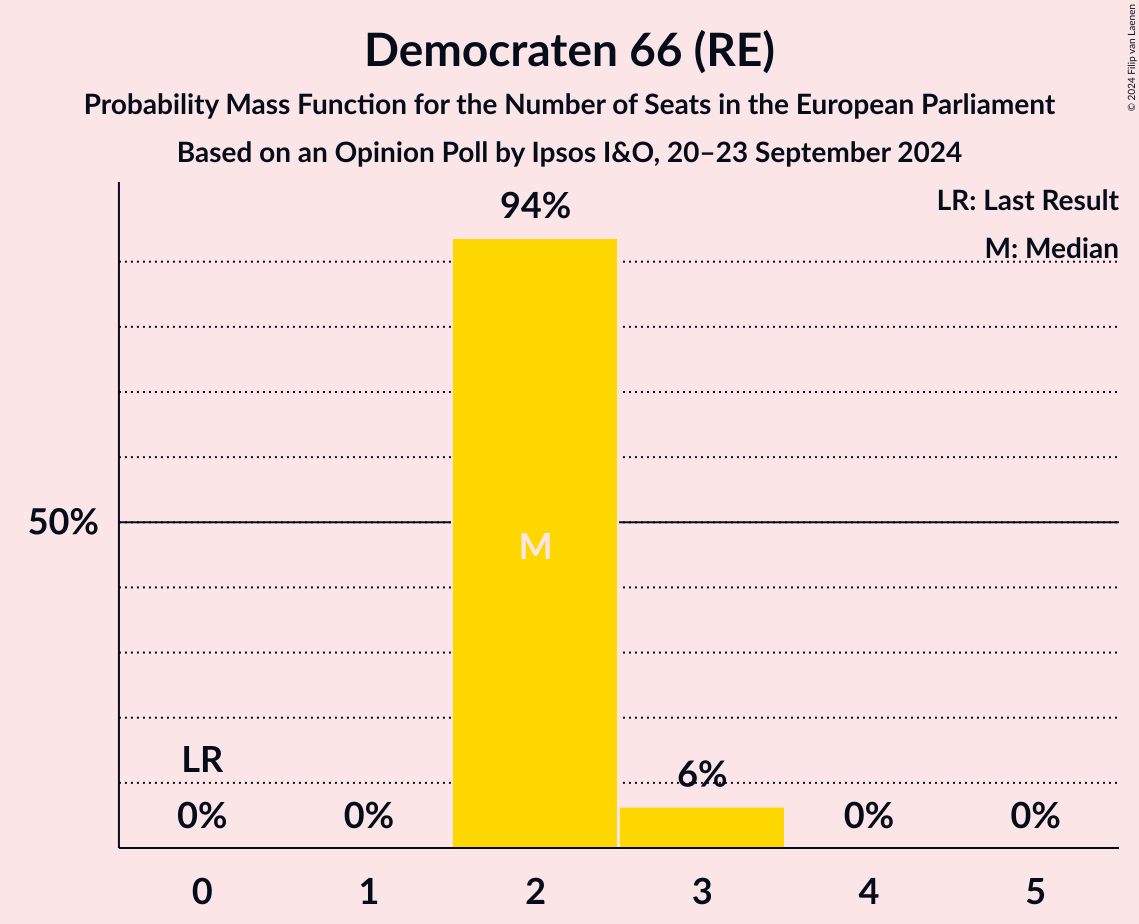 Democraten 66 (RE)
Probability Mass Function for the Number of Seats in the European Parliament
Based on an Opinion Poll by Ipsos I&O, 20–23 September 2024
© 2024 Filip van Laenen
LR: Last Result
M: Median
94%
50%
M
LR
0%
0%
6%
0%
0%
0
1
2
3
4
5